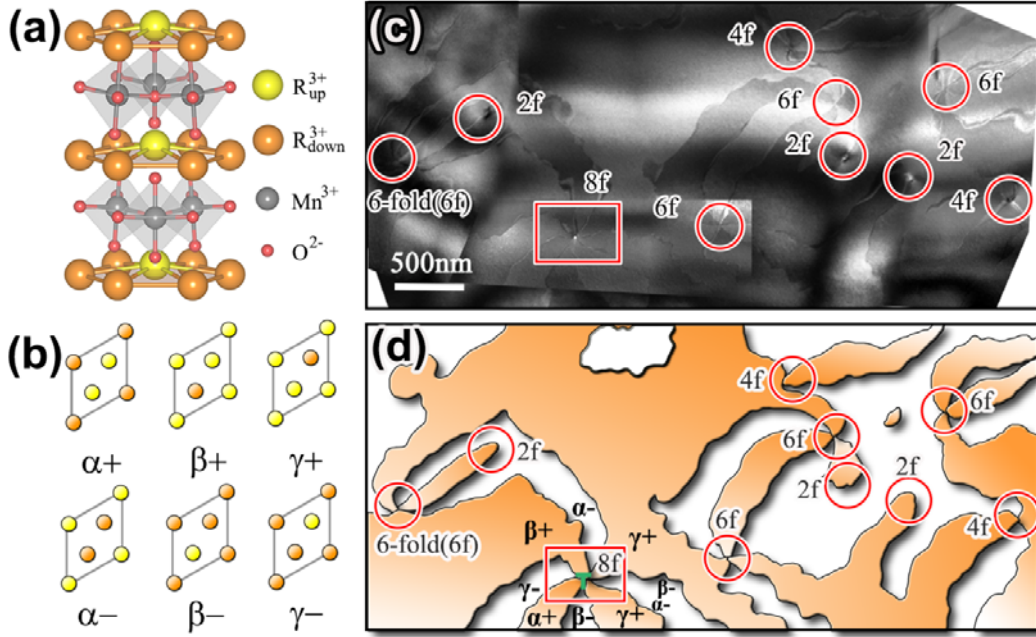 (a)
R³⁺up
R³⁺down
Mn³⁺
O²⁻
(b)
α+
β+
γ+
α−
β−
γ−
(c)
4f
6f
6f
2f
2f
2f
6-fold(6f)
8f
6f
4f
500nm
(d)
4f
6f
6f
2f
2f
2f
6-fold(6f)
α-
β+
γ+
6f
4f
8f
γ-
β-
α-
α+
β-
γ+